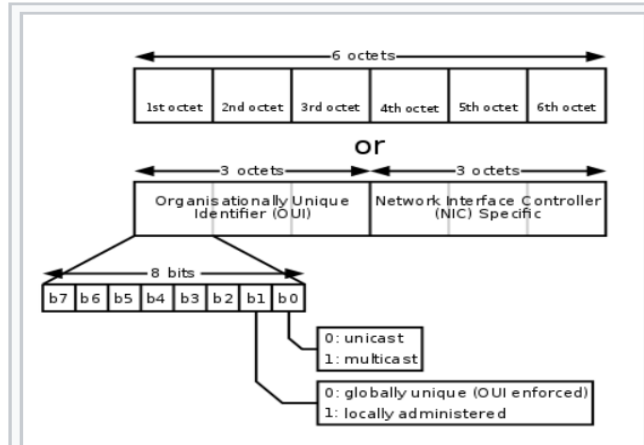 6 octets
1st octet 2nd octet 3rd octet 4th octet 5th octet 6th octet
or
3 octets 3 octets
Organisationally Unique Network Interface Controller
Identifier (OUI) (NIC) Specific
8 bits
b7 b6 b5 b4 b3 b2 b1 b0
0: unicast
1: multicast
0: globally unique (OUI enforced)
1: locally administered